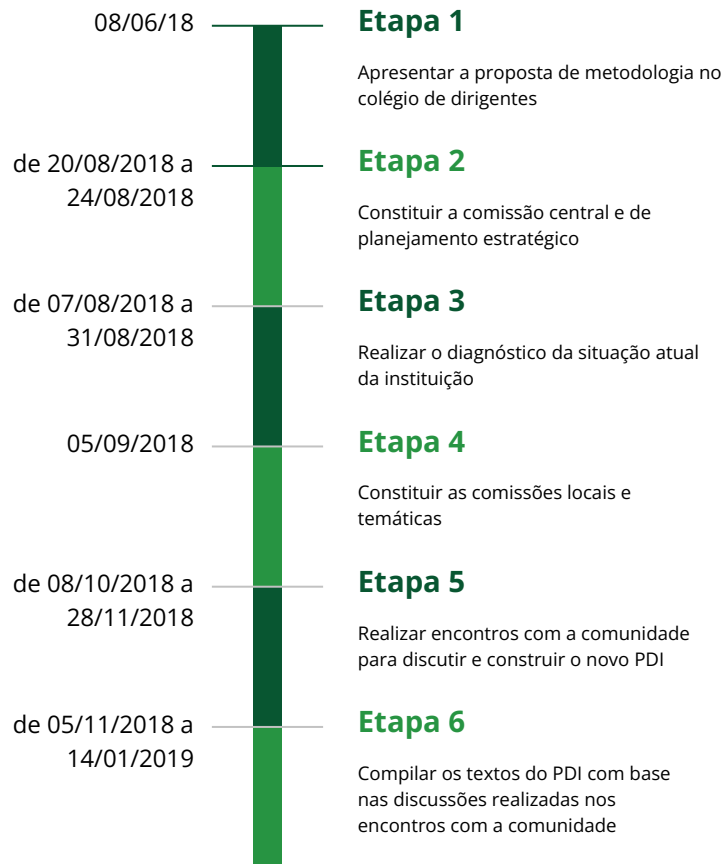 08/06/18
Etapa 1
Apresentar a proposta de metodologia no
colégio de dirigentes
de 20/08/2018 a
24/08/2018
Etapa 2
Constituir a comissão central e de
planejamento estratégico
de 07/08/2018 a
31/08/2018
Etapa 3
Realizar o diagnóstico da situação atual
da instituição
05/09/2018
Etapa 4
Constituir as comissões locais e
temáticas
de 08/10/2018 a
28/11/2018
Etapa 5
Realizar encontros com a comunidade
para discutir e construir o novo PDI
de 05/11/2018 a
14/01/2019
Etapa 6
Compilar os textos do PDI com base
nas discussões realizadas nos
encontros com a comunidade